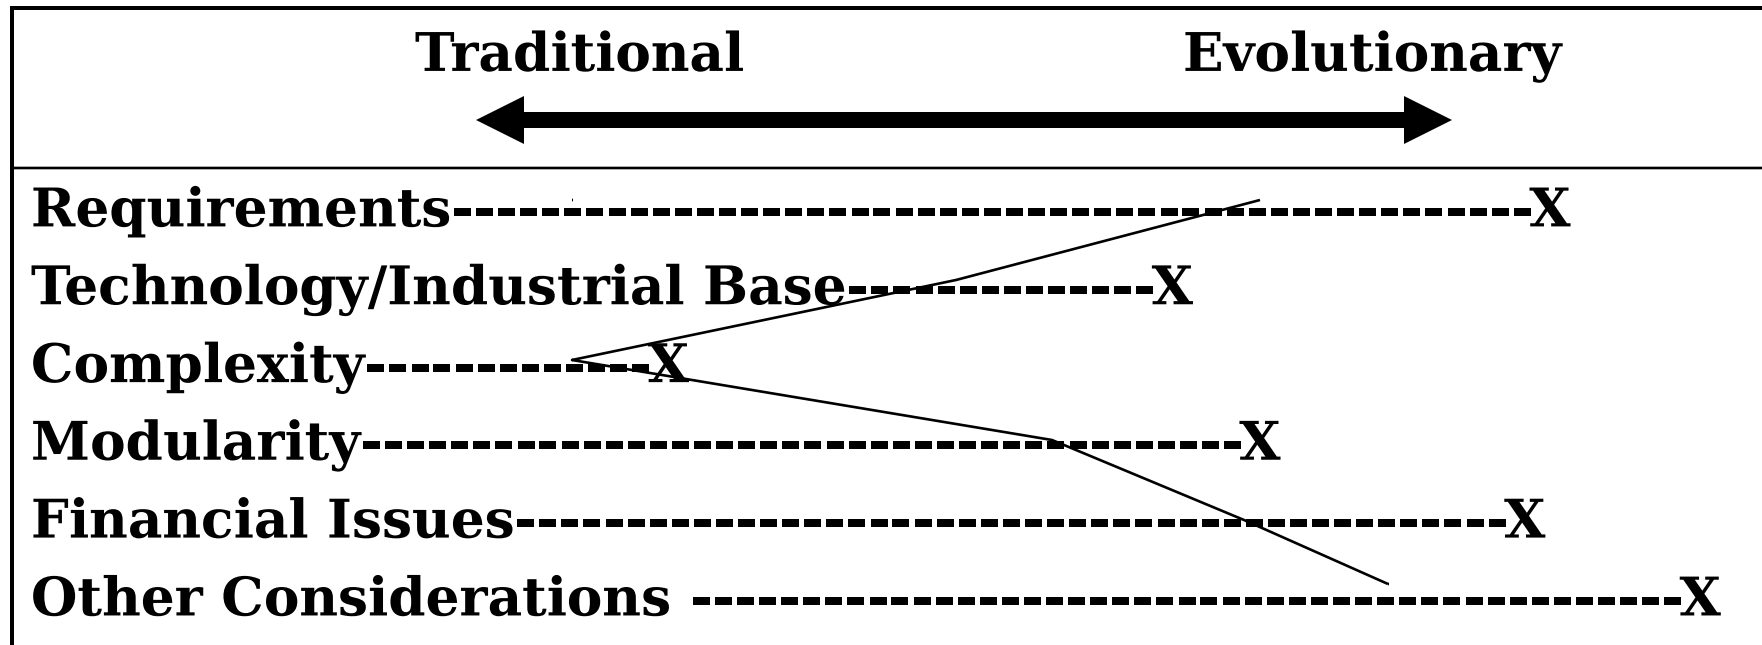 Traditional Evolutionary
Requirements-------------------------------------------------X
Technology/Industrial Base--------------X
Complexity-------------X
Modularity----------------------------------------X
Financial Issues---------------------------------------------X
Other Considerations ---------------------------------------------X